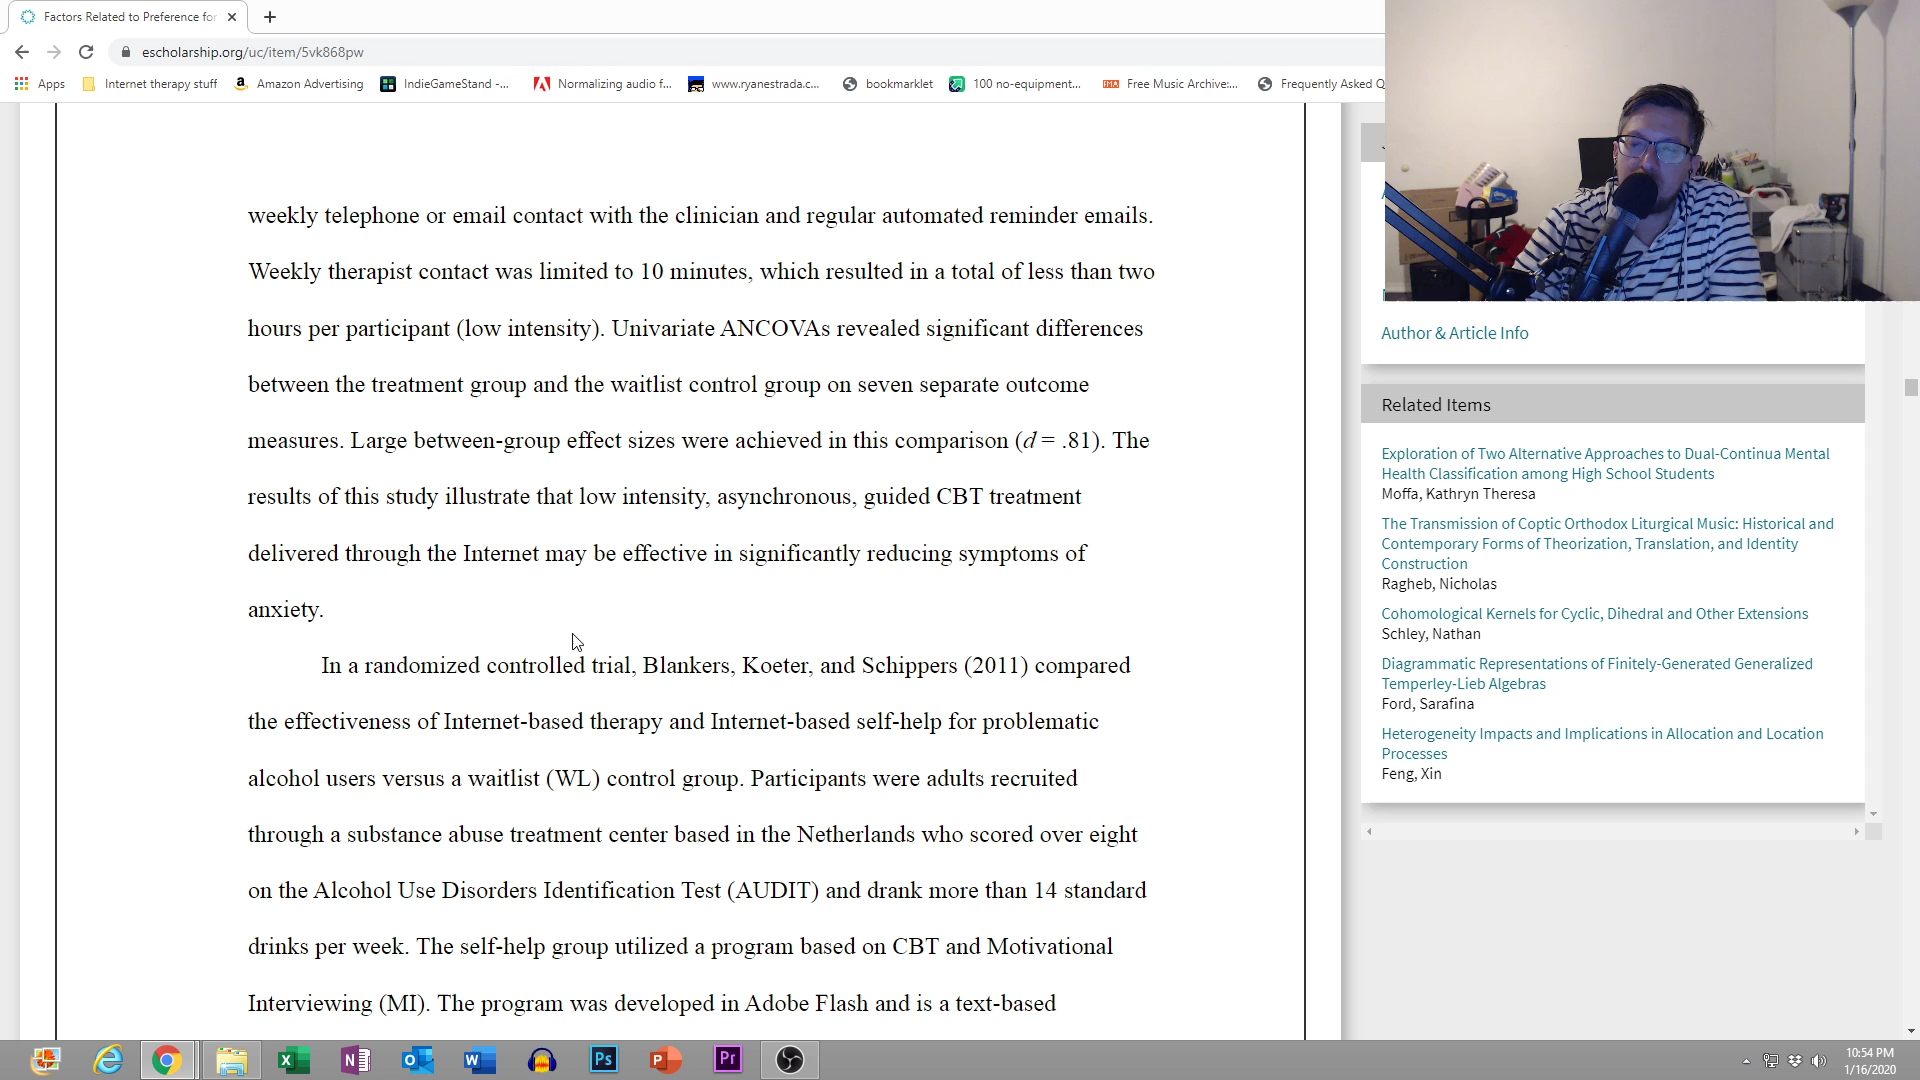 Factors Related to Preference for
escholarship.org/uc/item/5vk868pw
Apps
Internet therapy stuff
Amazon Advertising
IndieGameStand -...
Normalizing audio f...
www.ryanestrada.c...
bookmarklet
100 no-equipment...
Free Music Archive:...
Frequently Asked Q
weekly telephone or email contact with the clinician and regular automated reminder emails.
Weekly therapist contact was limited to 10 minutes, which resulted in a total of less than two
hours per participant (low intensity). Univariate ANCOVAs revealed significant differences
between the treatment group and the waitlist control group on seven separate outcome
measures. Large between-group effect sizes were achieved in this comparison (d = .81). The
results of this study illustrate that low intensity, asynchronous, guided CBT treatment
delivered through the Internet may be effective in significantly reducing symptoms of
anxiety.
In a randomized controlled trial, Blankers, Koeter, and Schippers (2011) compared
the effectiveness of Internet-based therapy and Internet-based self-help for problematic
alcohol users versus a waitlist (WL) control group. Participants were adults recruited
through a substance abuse treatment center based in the Netherlands who scored over eight
on the Alcohol Use Disorders Identification Test (AUDIT) and drank more than 14 standard
drinks per week. The self-help group utilized a program based on CBT and Motivational
Interviewing (MI). The program was developed in Adobe Flash and is a text-based
Author & Article Info
Related Items
Exploration of Two Alternative Approaches to Dual-Continua Mental
Health Classification among High School Students
Moffa, Kathryn Theresa
The Transmission of Coptic Orthodox Liturgical Music: Historical and
Contemporary Forms of Theorization, Translation, and Identity
Construction
Ragheb, Nicholas
Cohomological Kernels for Cyclic, Dihedral and Other Extensions
Schley, Nathan
Diagrammatic Representations of Finitely-Generated Generalized
Temperley-Lieb Algebras
Ford, Sarafina
Heterogeneity Impacts and Implications in Allocation and Location
Processes
Feng, Xin
Ps
Pr
10:54 PM
1/16/2020